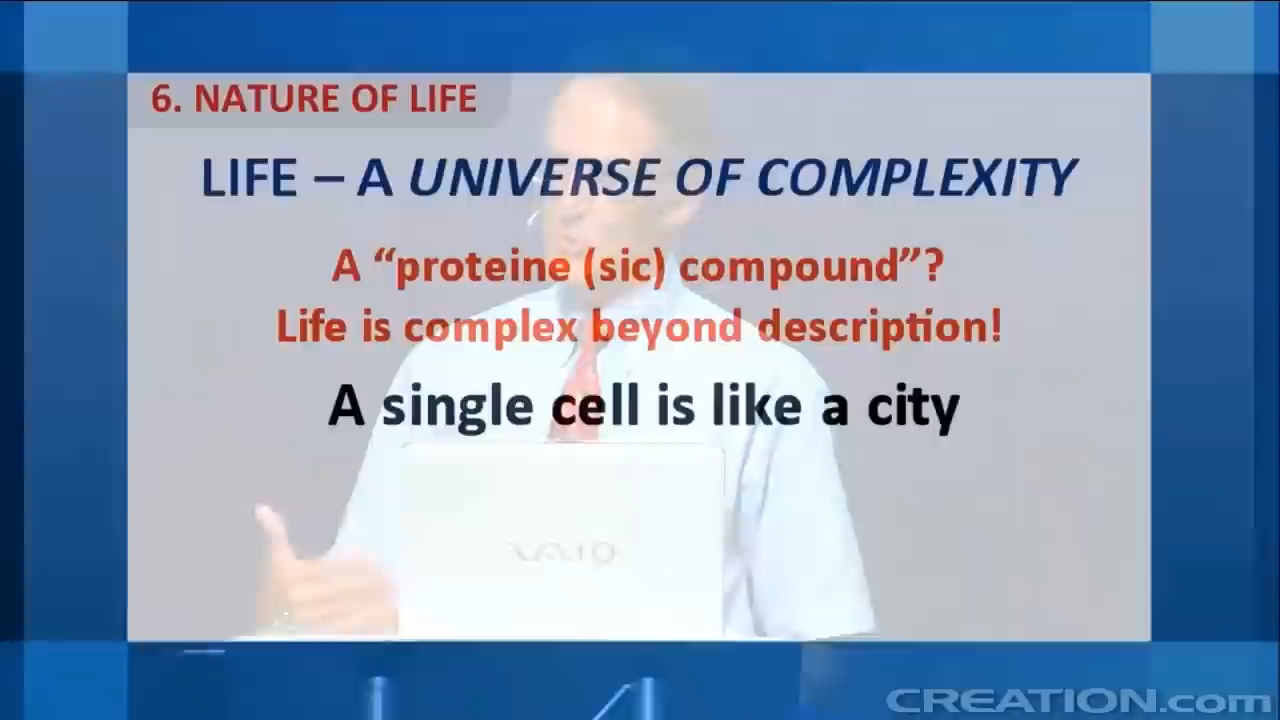 6. NATURE OF LIFE
LIFE – A UNIVERSE OF COMPLEXITY
A “proteine (sic) compound”?
Life is complex beyond description!
A single cell is like a city
VAIO
CREATION.com